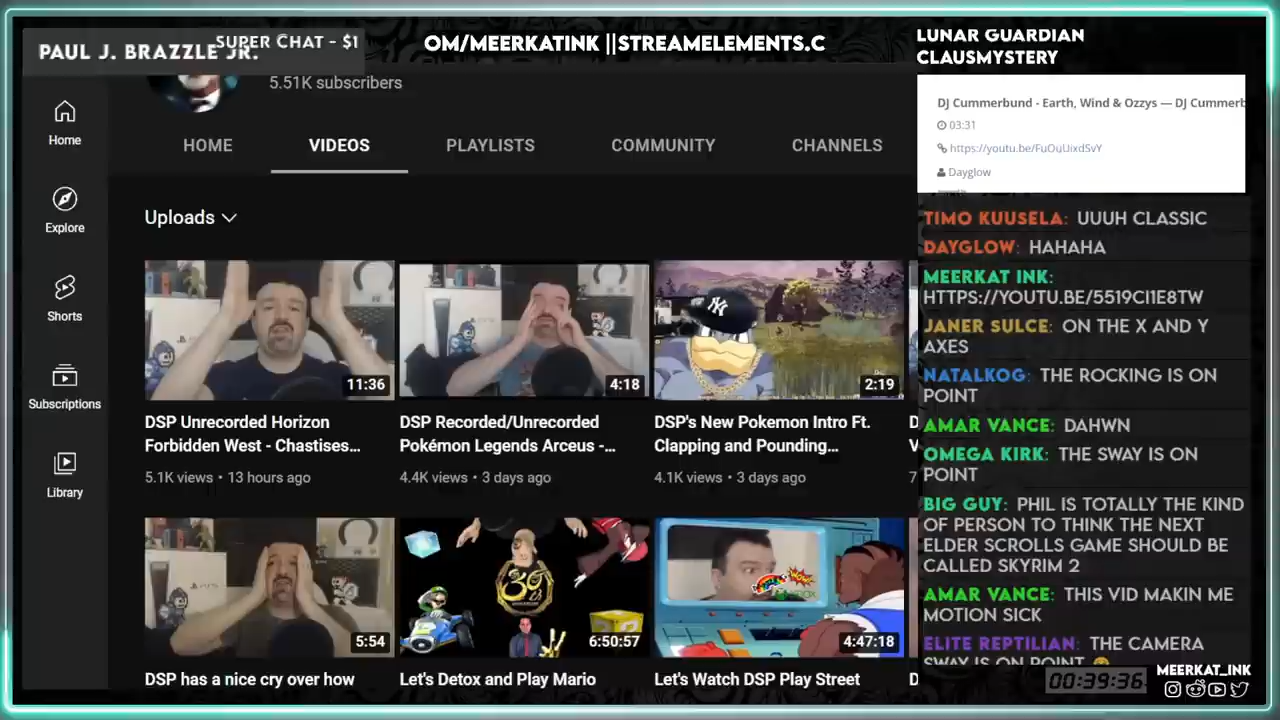 PAUL J. BRAZZLE JR.
SUPER CHAT - $1
OM/MEERKATINK ||STREAMELEMENTS.C
LUNAR GUARDIAN
CLAUSMYSTERY
5.51K subscribers
HOME
VIDEOS
PLAYLISTS
COMMUNITY
CHANNELS
Home
Explore
Shorts
Subscriptions
Library
Uploads
11:36
4:18
2:19
DSP Unrecorded Horizon
Forbidden West - Chastises...
5.1K views • 13 hours ago
DSP Recorded/Unrecorded
Pokémon Legends Arceus -...
4.4K views • 3 days ago
DSP's New Pokemon Intro Ft.
Clapping and Pounding...
4.1K views • 3 days ago
7
5:54
6:50:57
4:47:18
DSP has a nice cry over how
Let's Detox and Play Mario
Let's Watch DSP Play Street
DJ Cummerbund - Earth, Wind & Ozzys — DJ Cummerb
03:31
https://youtu.be/FuOuUixdSvY
Dayglow
TIMO KUUSELA: UUUH CLASSIC
DAYGLOW: HAHAHA
MEERKAT INK:
HTTPS://YOUTU.BE/5519CI1E8TW
JANER SULCE: ON THE X AND Y
AXES
NATALKOG: THE ROCKING IS ON
POINT
AMAR VANCE: DAHWN
OMEGA KIRK: THE SWAY IS ON
POINT
BIG GUY: PHIL IS TOTALLY THE KIND
OF PERSON TO THINK THE NEXT
ELDER SCROLLS GAME SHOULD BE
CALLED SKYRIM 2
AMAR VANCE: THIS VID MAKIN ME
MOTION SICK
ELITE REPTILIAN: THE CAMERA
SWAY IS ON POINT
00:39:36
MEERKAT_INK